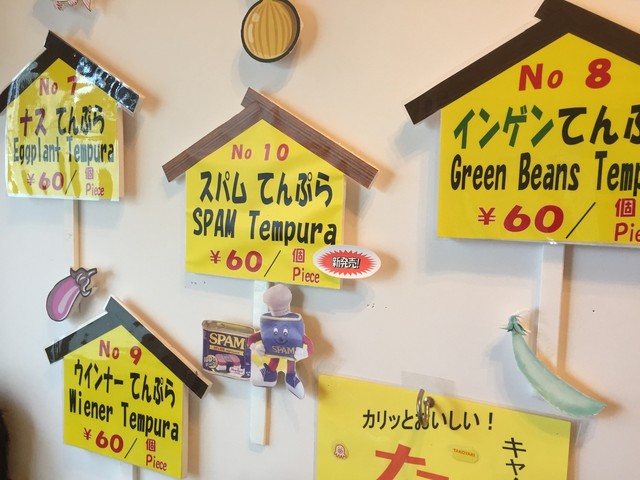 No 7
ナス てんぷら
Eggplant Tempura
¥60/個
Piece
No 10
スパム てんぷら
SPAM Tempura
¥60/個
Piece
新発売!
No 8
インゲンてんぷ
Green Beans Temp
¥60/個
Pie
SPAM
SPAM
No 9
ウインナー てんぷら
Wiener Tempura
¥60/個
Piece
カリッとおいしい!
キャ